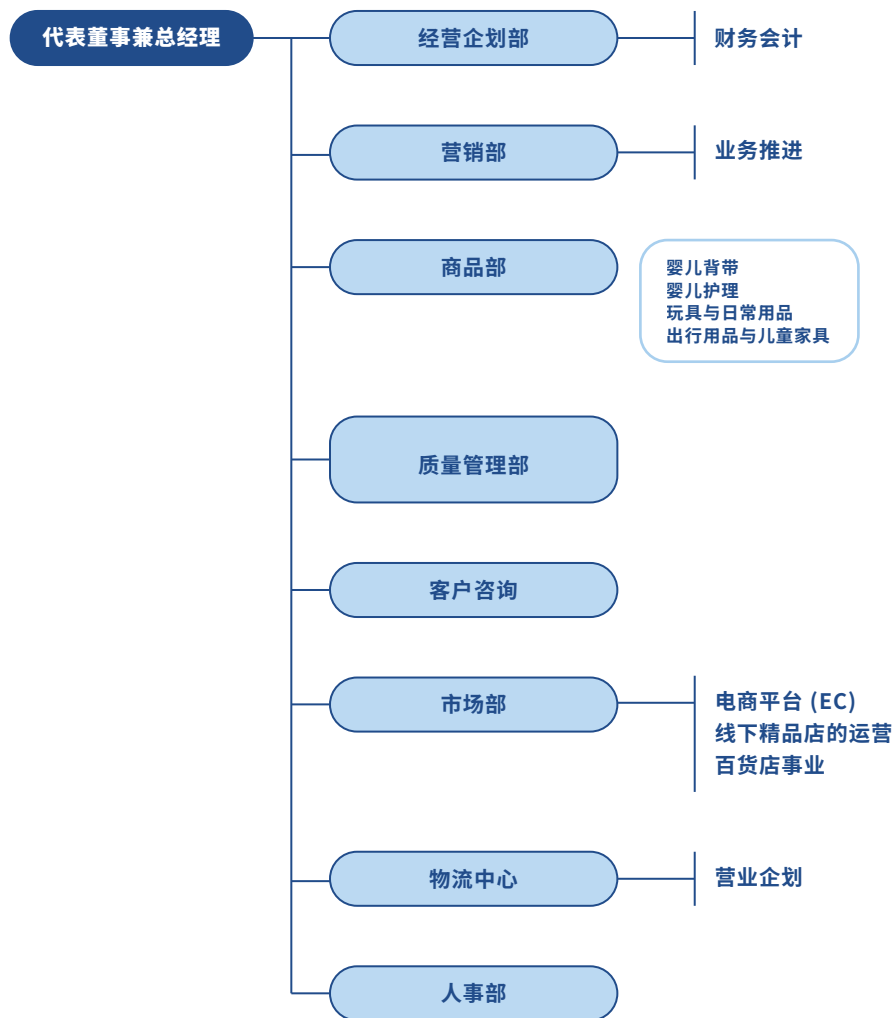 代表董事兼总经理
经营企划部
财务会计
营销部
业务推进
商品部
婴儿背带
婴儿护理
玩具与日常用品
出行用品与儿童家具
质量管理部
客户咨询
市场部
电商平台 (EC)
线下精品店的运营
百货店事业
物流中心
营业企划
人事部